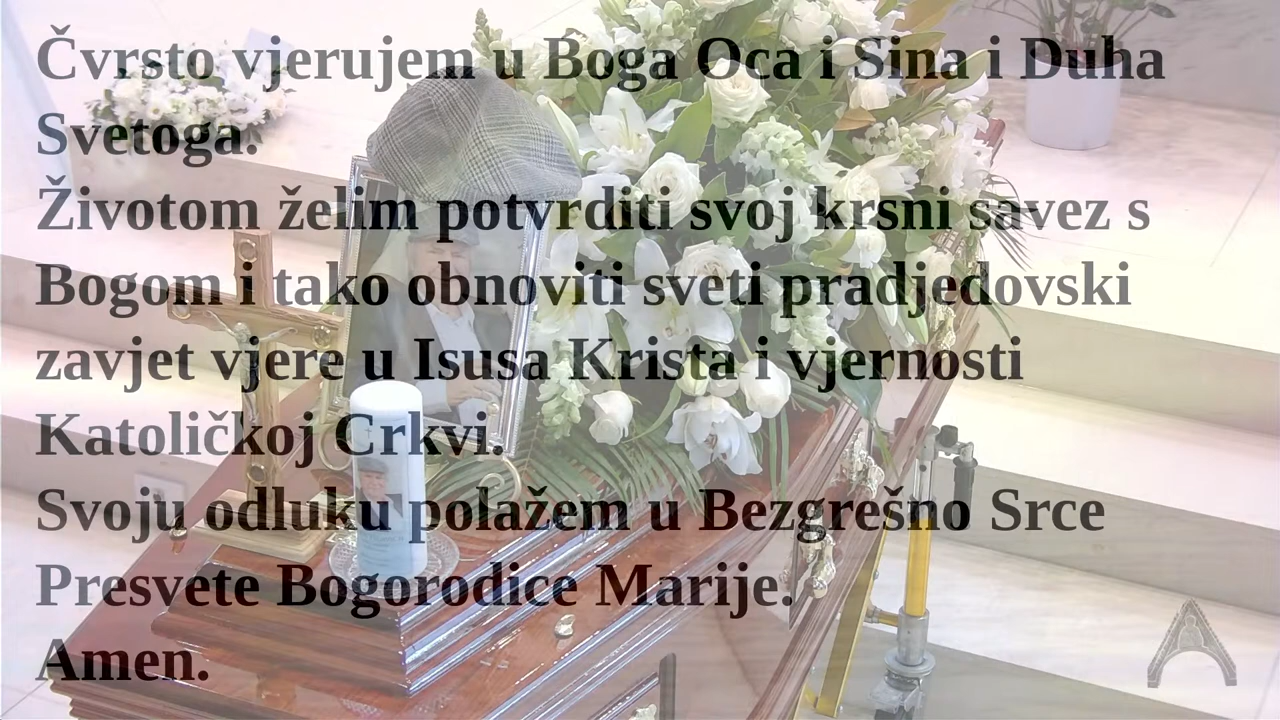 Čvrsto vjerujem u Boga Oca i Sina i Duha
Svetoga.
Životom želim potvrditi svoj krsni savez s
Bogom i tako obnoviti sveti pradjedovski
zavjet vjere u Isusa Krista i vjernosti
Katoličkoj Crkvi.
Svoju odluku polažem u Bezgrešno Srce
Presvete Bogorodice Marije.
Amen.